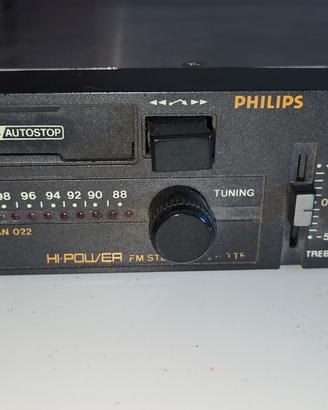 PHILIPS
AUTOSTOP
98 96 94 92 90 88
TUNING
0
AN 022
5
HI-POWER FM ST
TREB